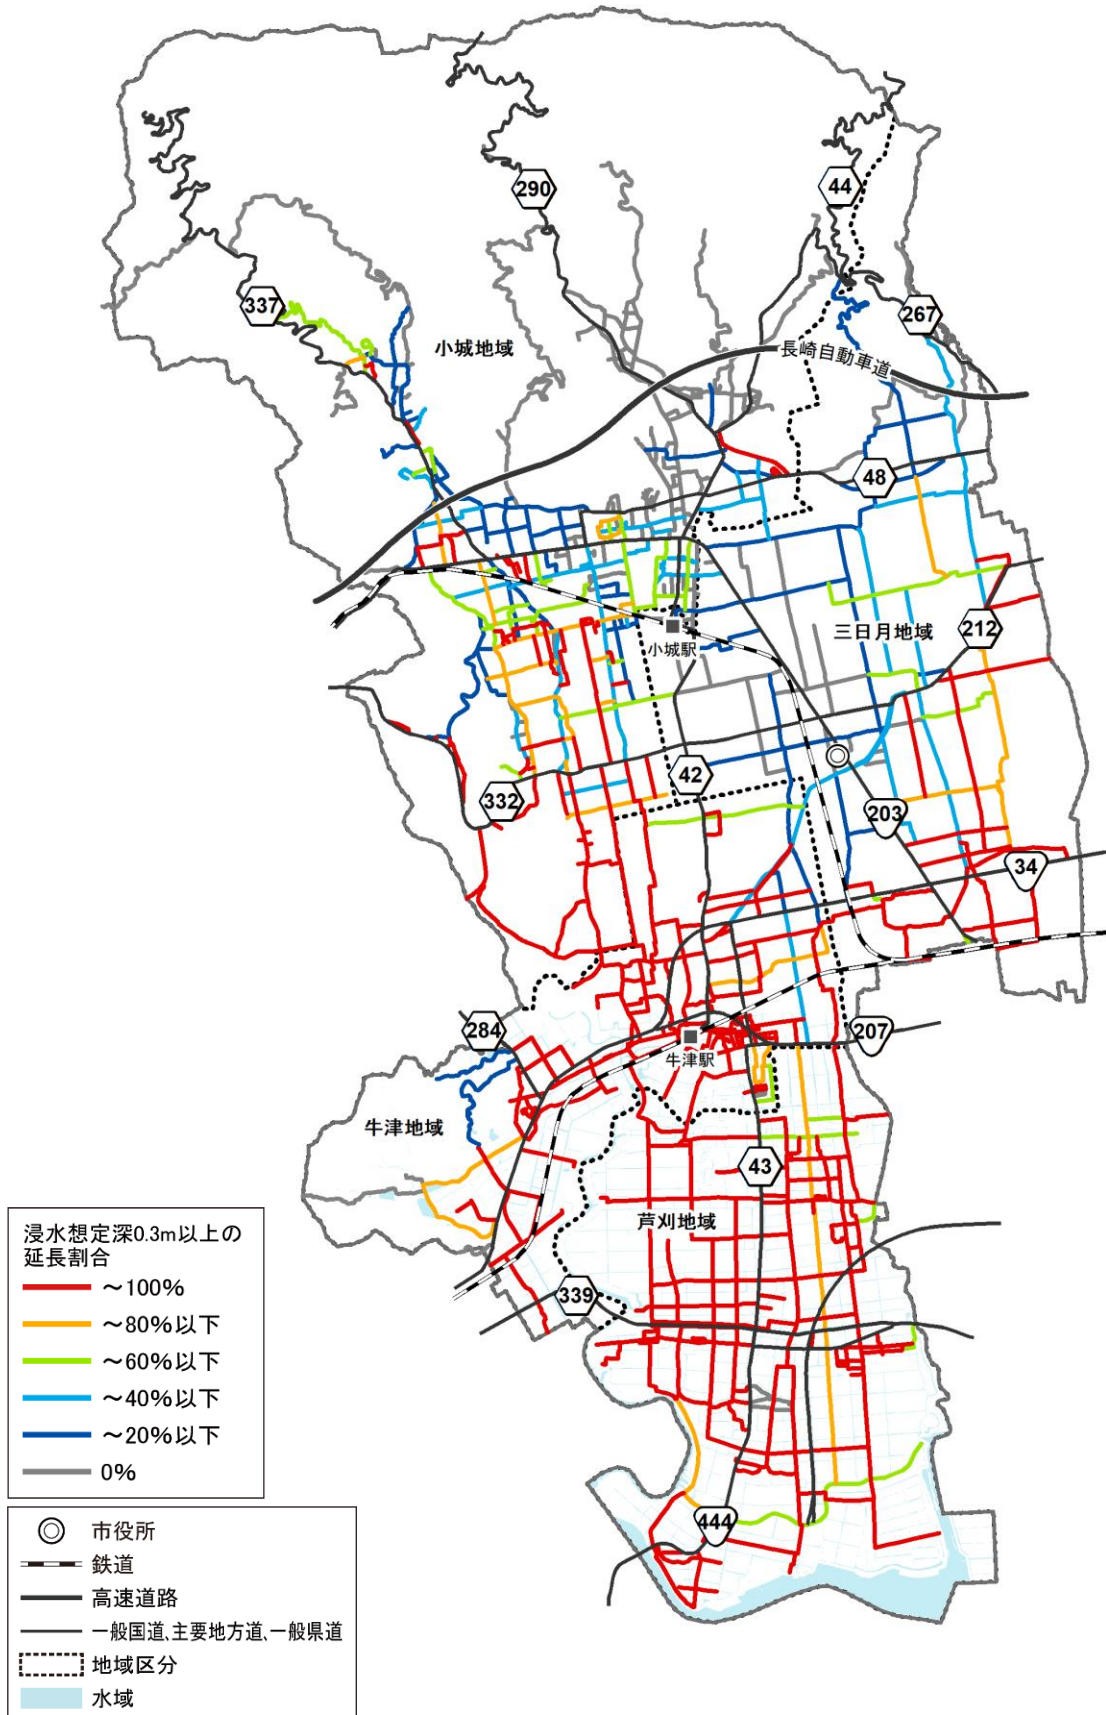 290
44
337
267
小城地域
長崎自動車道
48
三日月地域
212
小城駅
42
332
203
34
284
207
牛津駅
牛津地域
43
芦刈地域
339
444
浸水想定深0.3m以上の
延長割合
～100%
～80%以下
～60%以下
～40%以下
～20%以下
0%
市役所
鉄道
高速道路
一般国道、主要地方道、一般県道
地域区分
水域